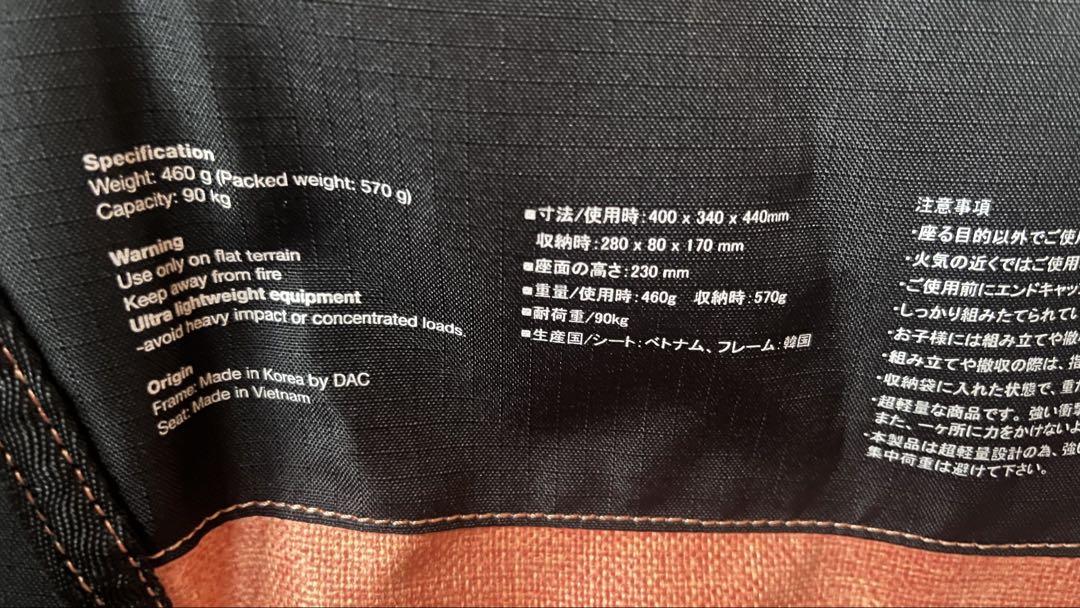 Specification
Weight: 460 g (Packed weight: 570 g)
Capacity: 90 kg
Warning
Use only on flat terrain
Keep away from fire
Ultra lightweight equipment
-avoid heavy impact or concentrated loads.
Origin
Frame: Made in Korea by DAC
Seat: Made in Vietnam
■寸法/使用時:400 x 340 x 440mm
収納時:280 x 80 x 170 mm
■座面の高さ:230 mm
■重量/使用時:460g 収納時:570g
■耐荷重/90kg
■生産国/シート:ベトナム、フレーム:韓国
注意事項
・座る目的以外でご使用
・火気の近くではご使用
・ご使用前にエンドキャッ
・しっかり組みたてられてい
・お子様には組み立てや撤収
・組み立てや撤収の際は、指
・収納袋に入れた状態で、重
・超軽量な商品です。強い衝撃
また、一ヶ所に力をかけないよ
・本製品は超軽量設計の為、強い
集中荷重は避けて下さい。